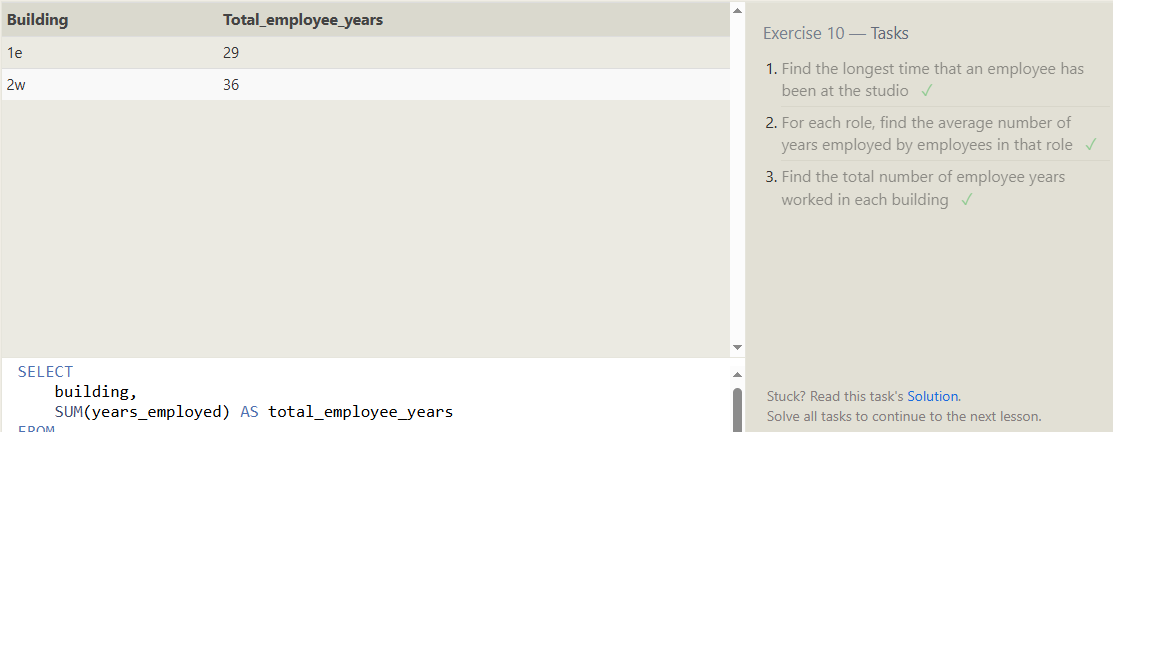 Building Total_employee_years
1e 29
2w 36
SELECT
building,
SUM(years_employed) AS total_employee_years
FROM
Exercise 10 — Tasks
1. Find the longest time that an employee has
been at the studio ✓
2. For each role, find the average number of
years employed by employees in that role ✓
3. Find the total number of employee years
worked in each building ✓
Stuck? Read this task's Solution.
Solve all tasks to continue to the next lesson.